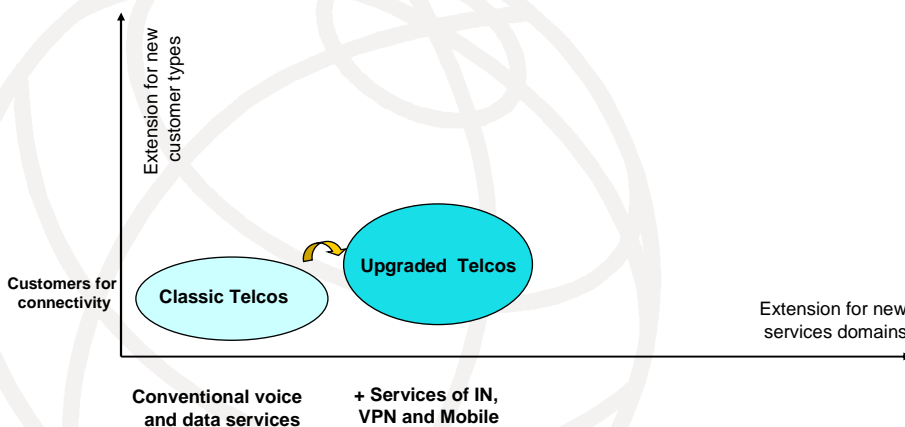 Extension for new
customer types
Customers for
connectivity
Classic Telcos
Upgraded Telcos
Extension for new
services domains
Conventional voice
and data services
+ Services of IN,
VPN and Mobile